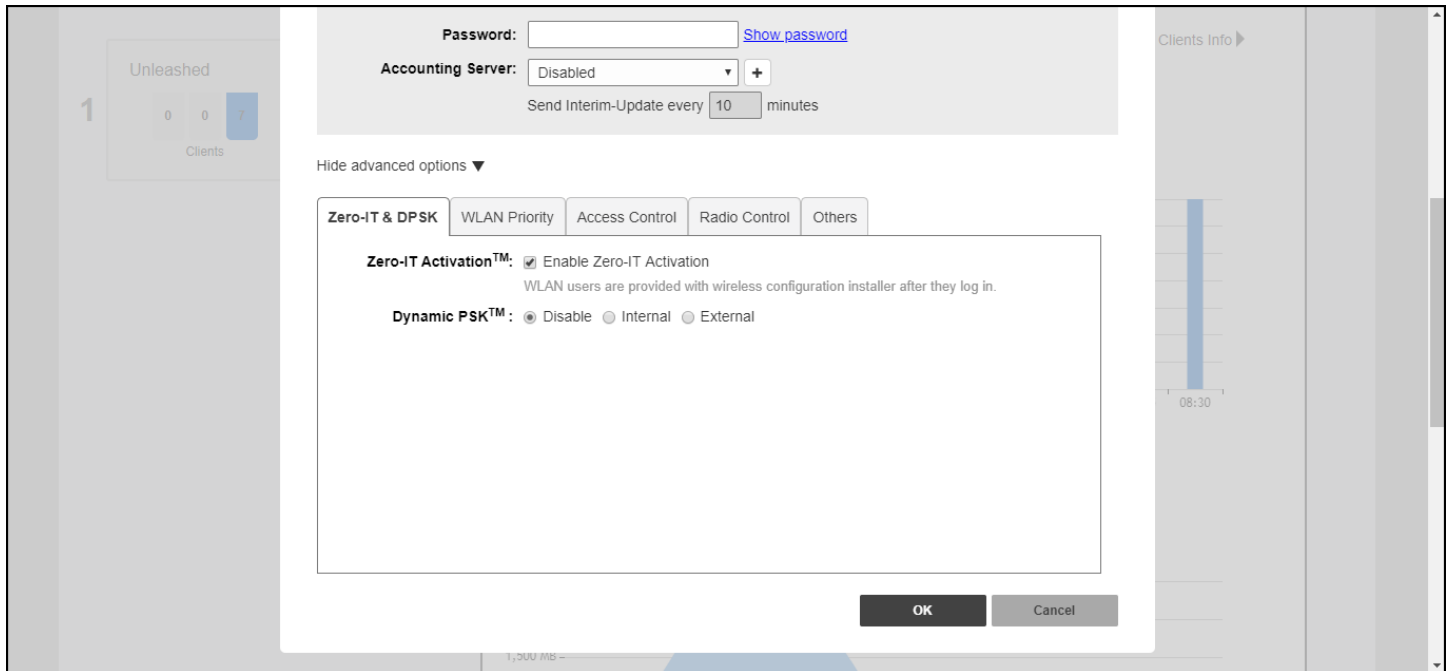 Password: Show password
Clients Info
Accounting Server: Disabled +
Unleashed
Send Interim-Update every 10 minutes
1
0 0 7
Clients
Hide advanced options ▼
Zero-IT & DPSK WLAN Priority Access Control Radio Control Others
Zero-IT Activation™: Enable Zero-IT Activation
WLAN users are provided with wireless configuration installer after they log in.
Dynamic PSK™ : Disable Internal External
08:30
OK Cancel
1,500 MB